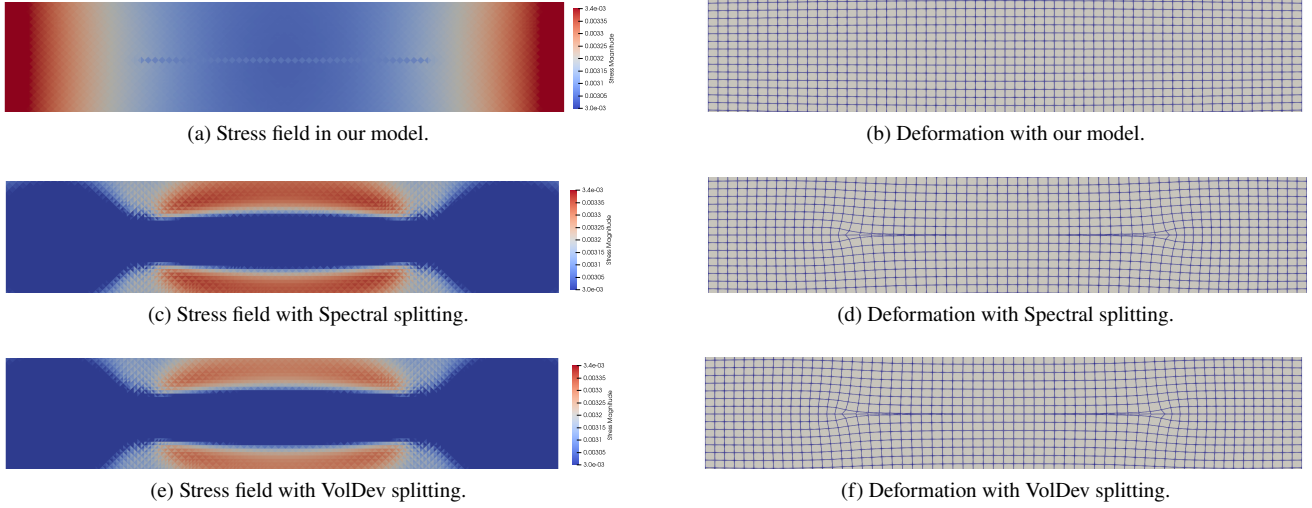 3.4e-03
0.00335
0.0033
0.00325
0.0032
0.00315
0.0031
0.00305
3.0e-03
Stress Magnitude
(a) Stress field in our model.
(b) Deformation with our model.
3.4e-03
0.00335
0.0033
0.00325
0.0032
0.00315
0.0031
0.00305
3.0e-03
Stress Magnitude
(c) Stress field with Spectral splitting.
(d) Deformation with Spectral splitting.
3.4e-03
0.00335
0.0033
0.00325
0.0032
0.00315
0.0031
0.00305
3.0e-03
Stress Magnitude
(e) Stress field with VolDev splitting.
(f) Deformation with VolDev splitting.